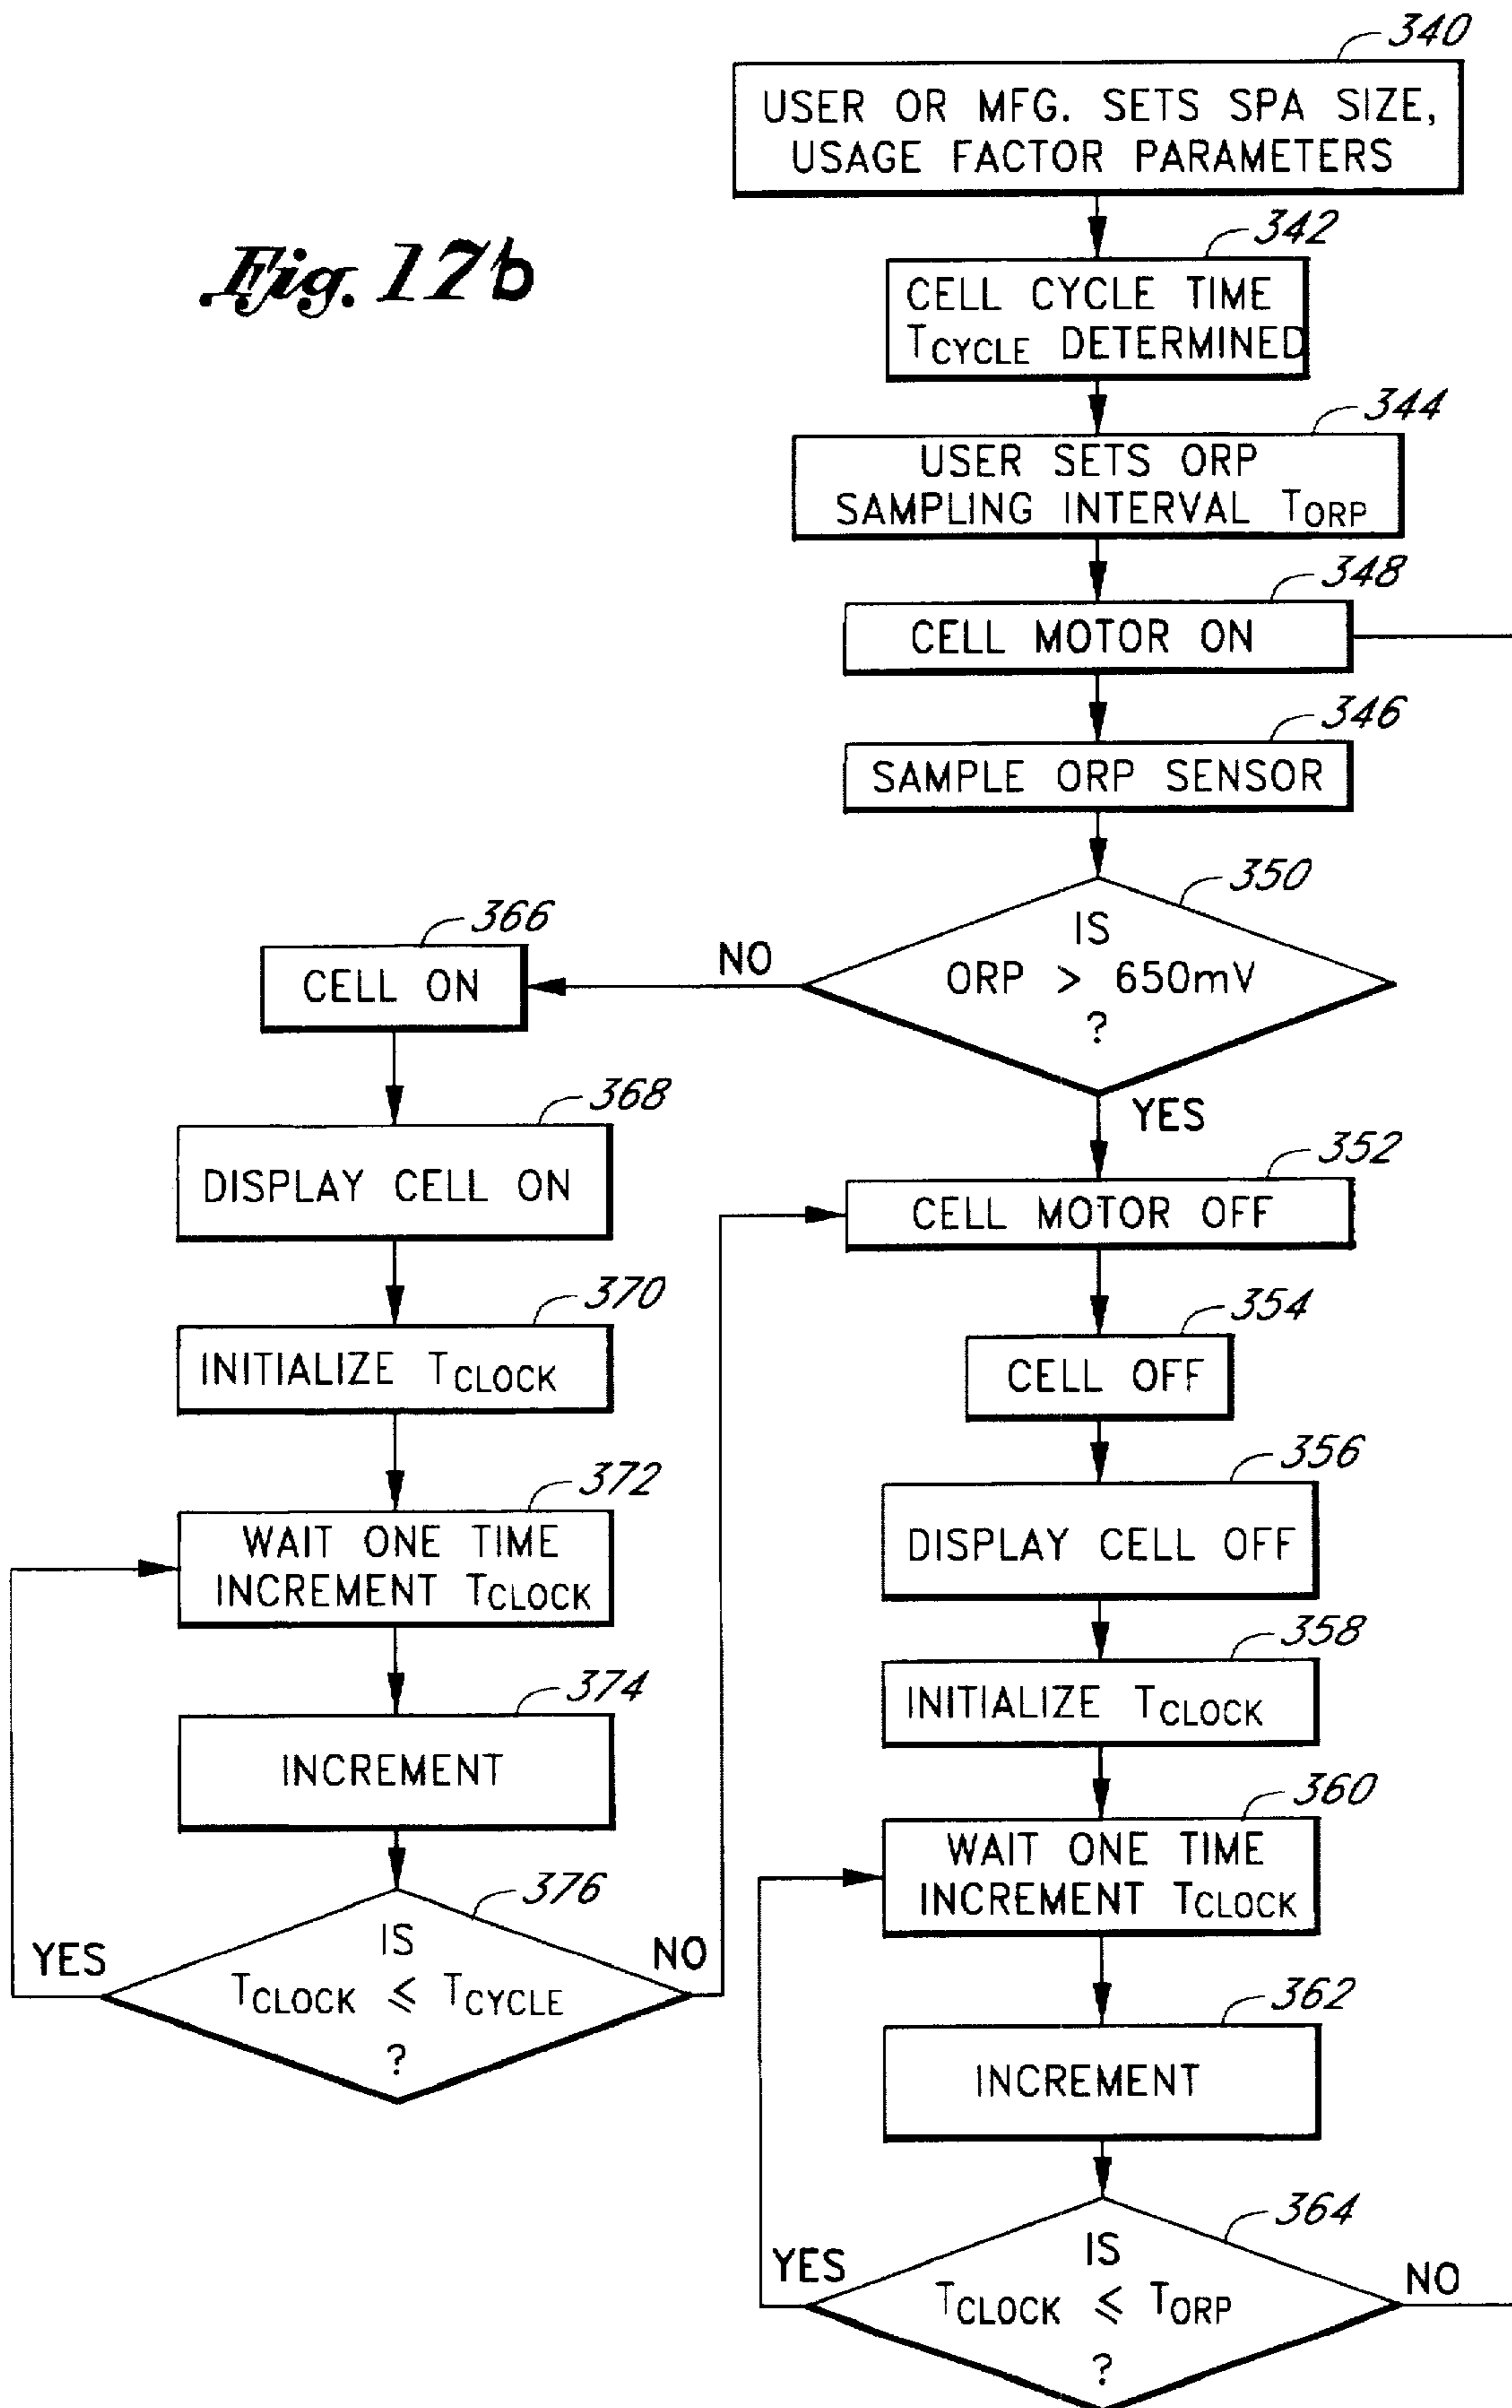 Fig. 17b
340
USER OR MFG. SETS SPA SIZE,
USAGE FACTOR PARAMETERS
342
CELL CYCLE TIME
TCYCLE DETERMINED
344
USER SETS ORP
SAMPLING INTERVAL TORP
348
CELL MOTOR ON
346
SAMPLE ORP SENSOR
350
IS
ORP > 650mV
?
NO
YES
366
CELL ON
368
DISPLAY CELL ON
370
INITIALIZE TCLOCK
372
WAIT ONE TIME
INCREMENT TCLOCK
374
INCREMENT
376
IS
TCLOCK ≤ TCYCLE
?
YES
NO
352
CELL MOTOR OFF
354
CELL OFF
356
DISPLAY CELL OFF
358
INITIALIZE TCLOCK
360
WAIT ONE TIME
INCREMENT TCLOCK
362
INCREMENT
364
IS
TCLOCK ≤ TORP
?
YES
NO